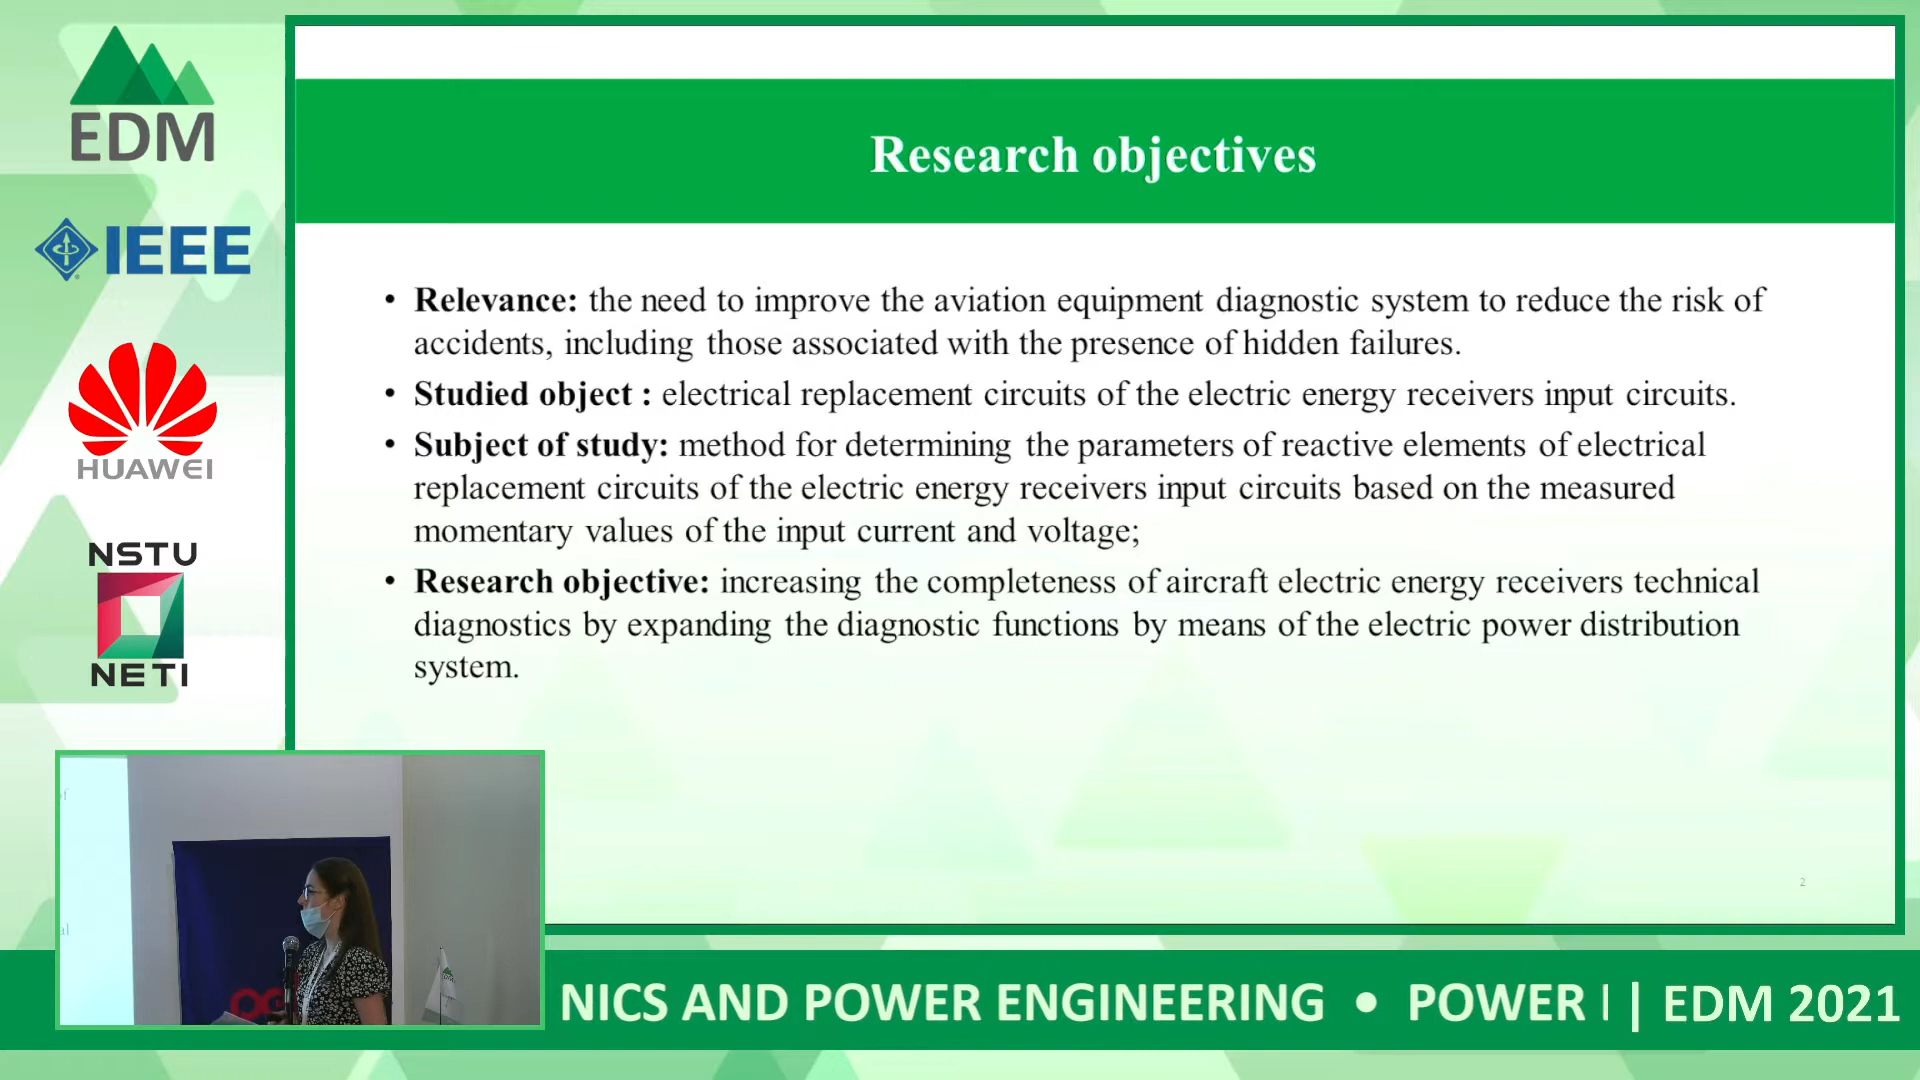 EDM
IEEE
HUAWEI
NSTU
NETI
Research objectives
• Relevance: the need to improve the aviation equipment diagnostic system to reduce the risk of
accidents, including those associated with the presence of hidden failures.
• Studied object : electrical replacement circuits of the electric energy receivers input circuits.
• Subject of study: method for determining the parameters of reactive elements of electrical
replacement circuits of the electric energy receivers input circuits based on the measured
momentary values of the input current and voltage;
• Research objective: increasing the completeness of aircraft electric energy receivers technical
diagnostics by expanding the diagnostic functions by means of the electric power distribution
system.
2
of
al
NICS AND POWER ENGINEERING • POWER | EDM 2021